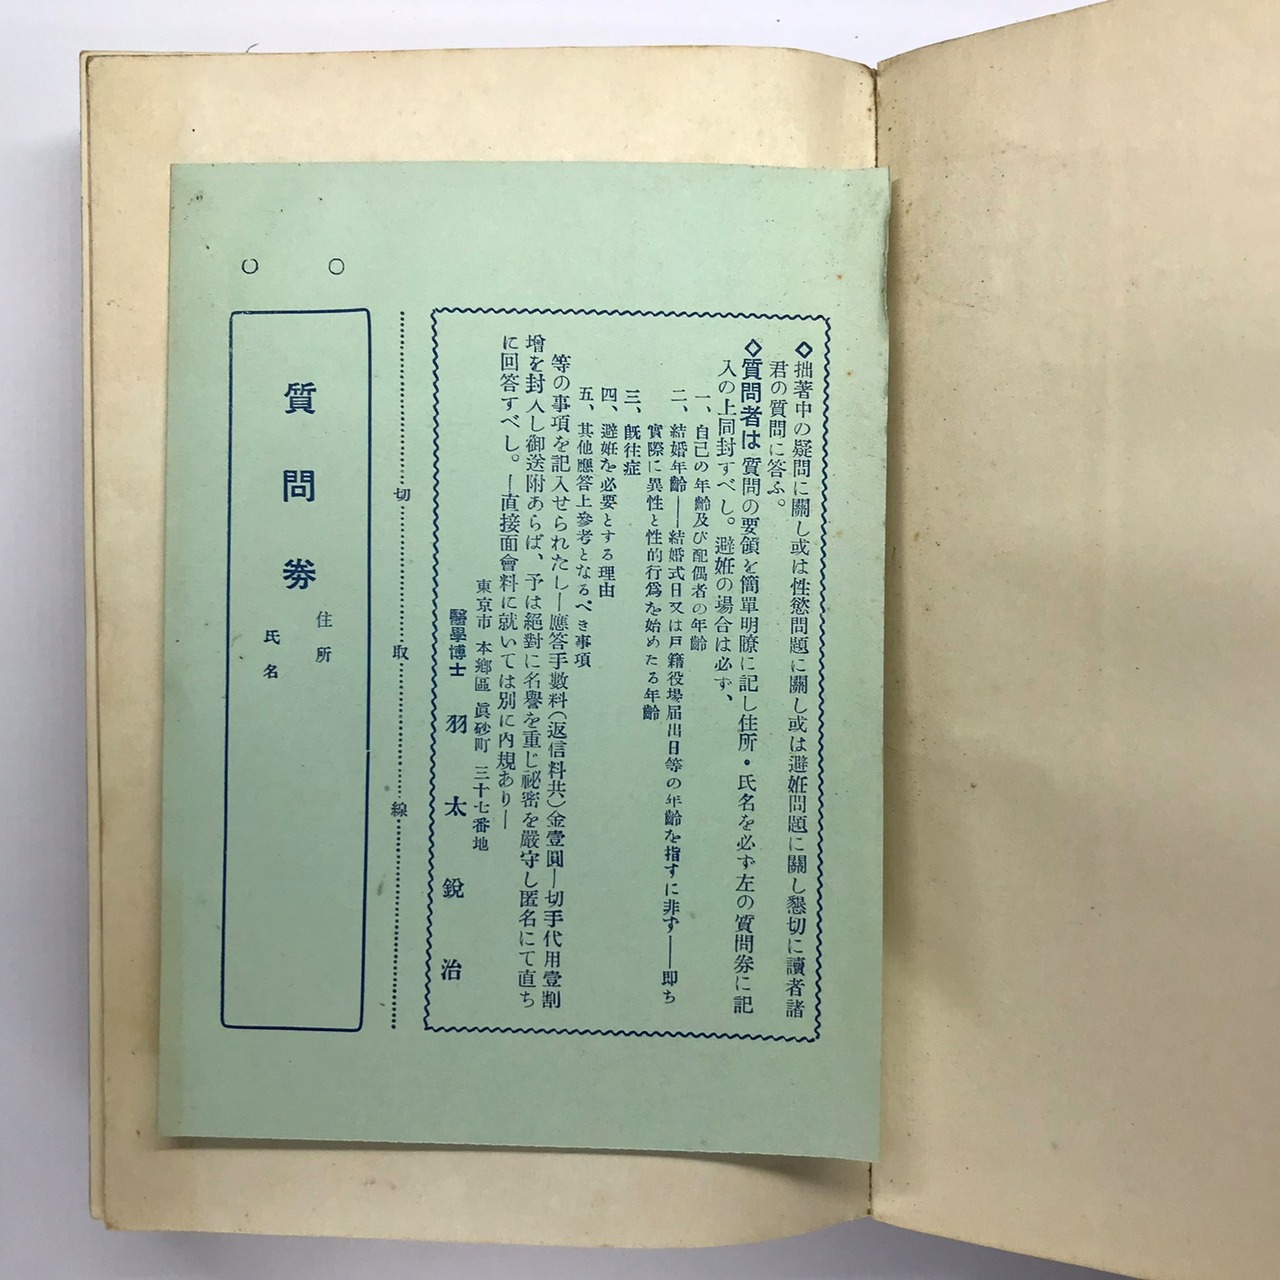 ◇拙著中の疑問に關し或は性慾問題に關し或は避姙問題に關し懇切に讀者諸
君の質問に答ふ。
◇質問者は質問の要領を簡單明瞭に記し住所・氏名を必ず左の質問券に記
入の上同封すべし。避姙の場合は必ず、
一、自己の年齡及び配偶者の年齡
二、結婚年齡――結婚式日又は戸籍役場届出日等の年齡を指すに非ず――即ち
實際に異性と性的行爲を始めたる年齡
三、既往症
四、避姙を必要とする理由
五、其他應答上參考となるべき事項
等の事項を記入せられたし―應答手數料(返信料共)金壹圓―切手代用壹割
增を封入し御送附あらば、予は絕對に名譽を重じ祕密を嚴守し匿名にて直ち
に回答すべし。―直接面會料に就いては別に内規あり―
東京市 本鄕區 眞砂町 三十七番地
醫學博士 羽太銳治
切取線
○ ○
質問券
住所
氏名